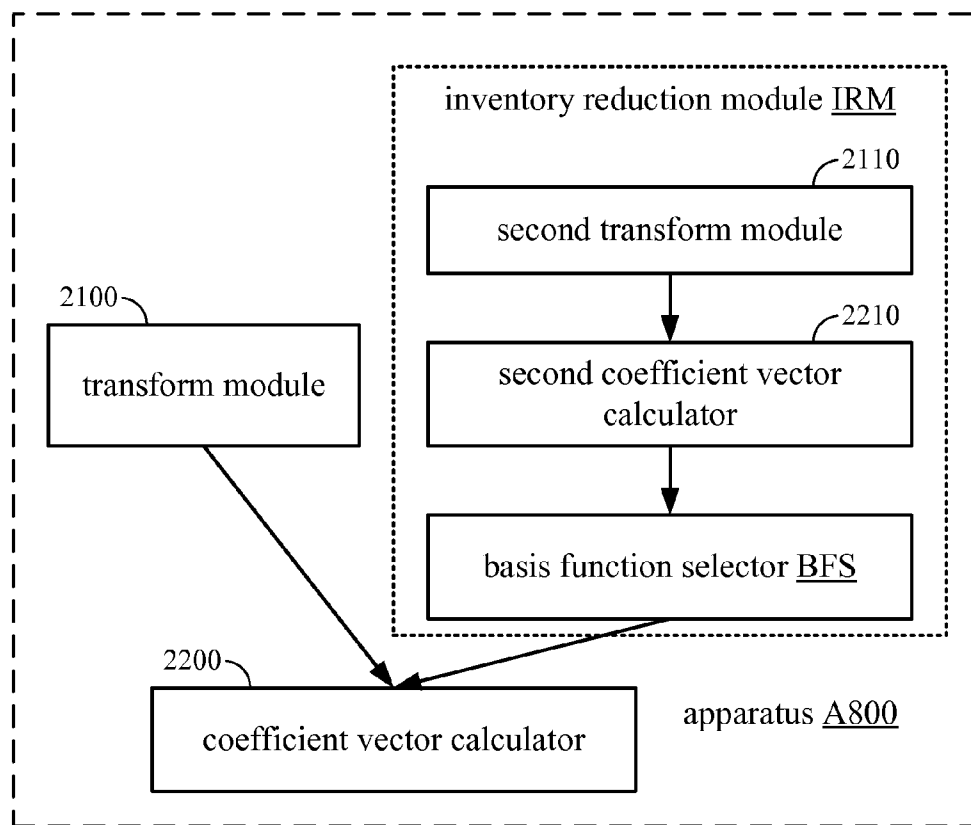 inventory reduction module IRM
2110
second transform module
2100
transform module
2210
second coefficient vector
calculator
basis function selector BFS
2200
coefficient vector calculator
apparatus A800